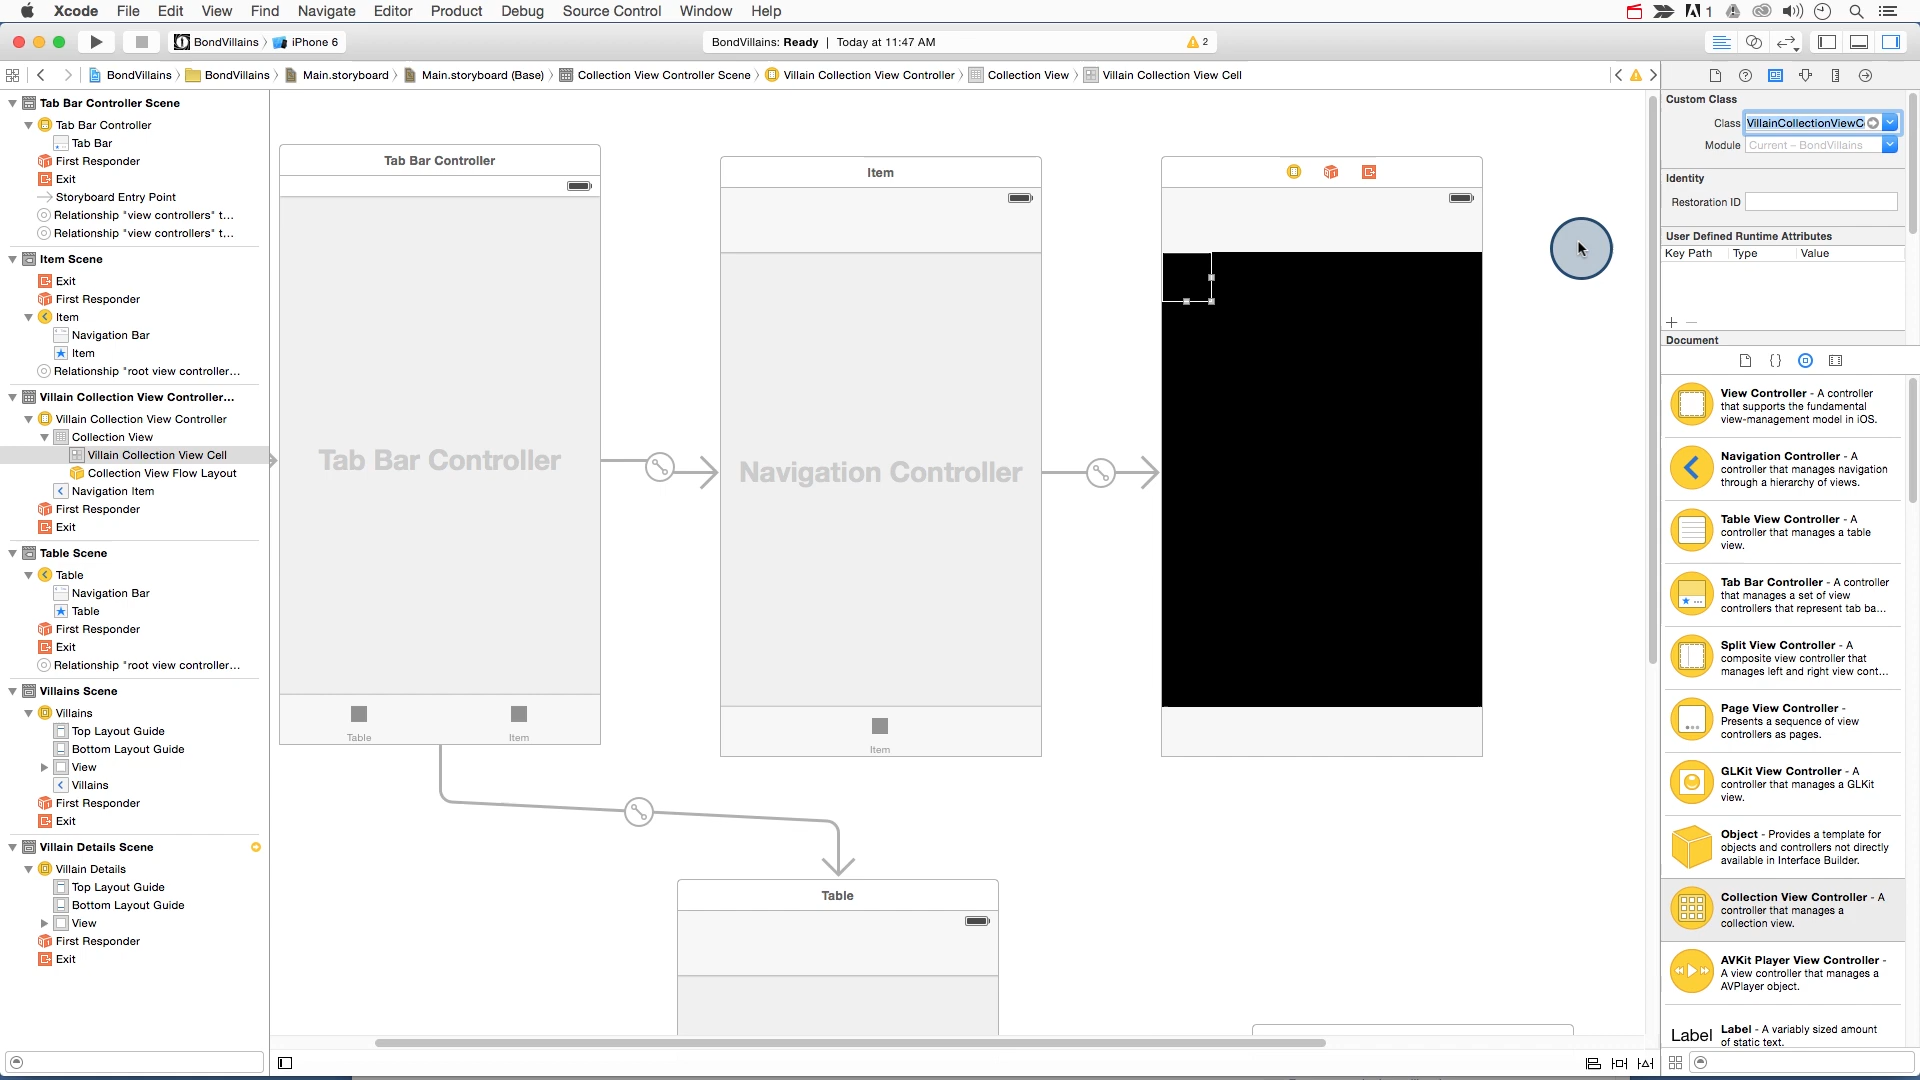 Xcode File Edit View Find Navigate Editor Product Debug Source Control Window Help
1
BondVillains iPhone 6
BondVillains: Ready | Today at 11:47 AM
2
BondVillains BondVillains Main.storyboard Main.storyboard (Base) Collection View Controller Scene Villain Collection View Controller Collection View Villain Collection View Cell
Tab Bar Controller Scene
Tab Bar Controller
Tab Bar
First Responder
Exit
Storyboard Entry Point
Relationship "view controllers" t...
Relationship "view controllers" t...
Item Scene
Exit
First Responder
Item
Navigation Bar
Item
Relationship "root view controller...
Villain Collection View Controller...
Villain Collection View Controller
Collection View
Villain Collection View Cell
Collection View Flow Layout
Navigation Item
First Responder
Exit
Table Scene
Table
Navigation Bar
Table
First Responder
Exit
Relationship "root view controller...
Villains Scene
Villains
Top Layout Guide
Bottom Layout Guide
View
Villains
First Responder
Exit
Villain Details Scene
Villain Details
Top Layout Guide
Bottom Layout Guide
View
First Responder
Exit
Tab Bar Controller
Tab Bar Controller
Table Item
Item
Navigation Controller
Item
Table
Custom Class
Class VillainCollectionViewC
Module Current – BondVillains
Identity
Restoration ID
User Defined Runtime Attributes
Key Path Type Value
Document
View Controller - A controller
that supports the fundamental
view-management model in iOS.
Navigation Controller - A
controller that manages navigation
through a hierarchy of views.
Table View Controller - A
controller that manages a table
view.
Tab Bar Controller - A controller
that manages a set of view
controllers that represent tab ba...
Split View Controller - A
composite view controller that
manages left and right view cont...
Page View Controller -
Presents a sequence of view
controllers as pages.
GLKit View Controller - A
controller that manages a GLKit
view.
Object - Provides a template for
objects and controllers not directly
available in Interface Builder.
Collection View Controller - A
controller that manages a
collection view.
AVKit Player View Controller -
A view controller that manages a
AVPlayer object.
Label Label - A variably sized amount
of static text.